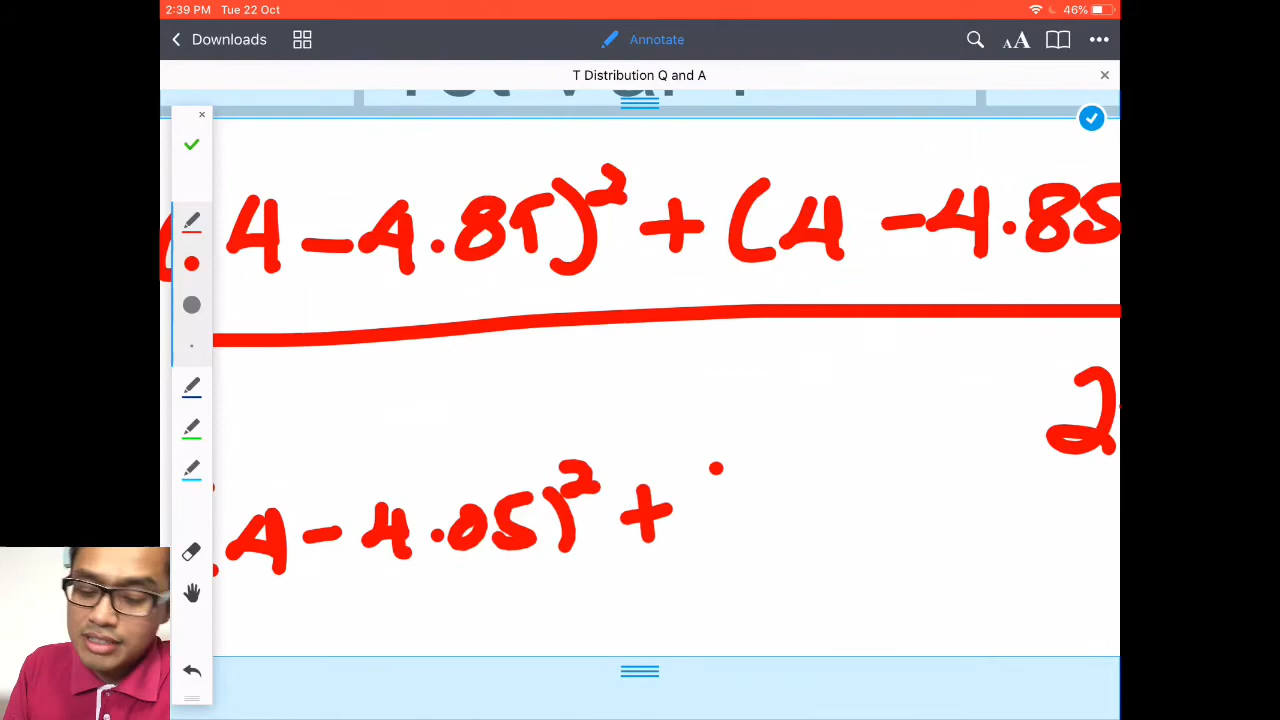 2:39 PM Tue 22 Oct 46%
Downloads Annotate AA
T Distribution Q and A
(4 - 4.85)² + (4 - 4.85
2
(4 - 4.05)² +